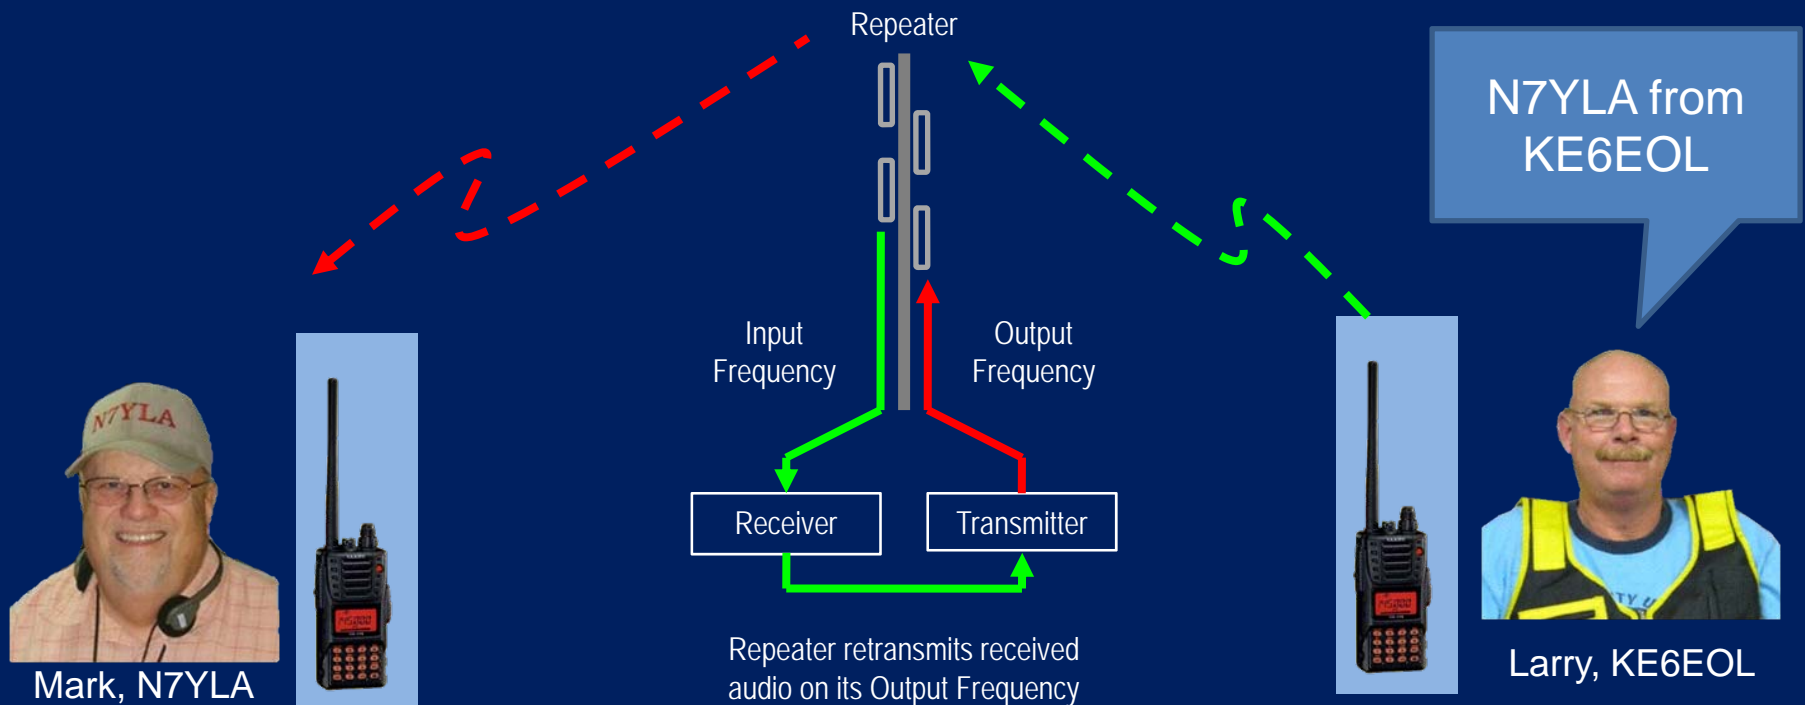 Repeater
N7YLA from
KE6EOL
Input
Frequency
Output
Frequency
N7YLA
Receiver
Transmitter
Repeater retransmits received
audio on its Output Frequency
Mark, N7YLA
Larry, KE6EOL